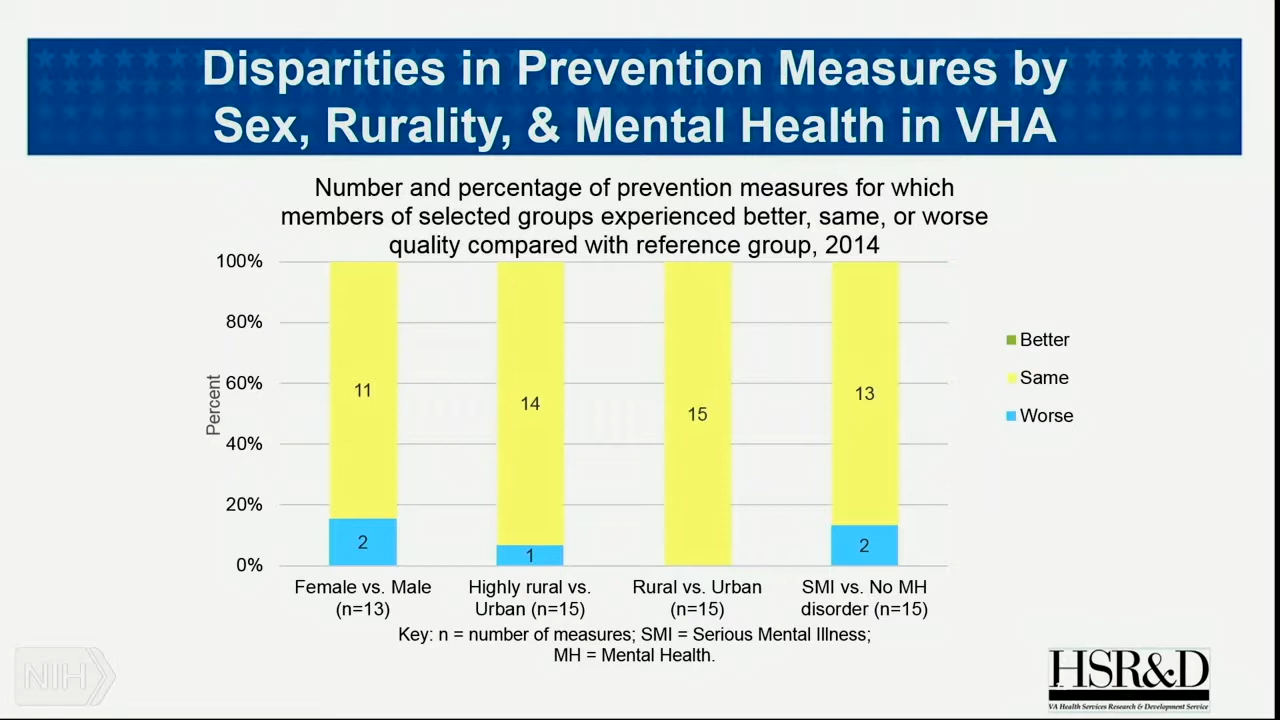 Disparities in Prevention Measures by
Sex, Rurality, & Mental Health in VHA
Number and percentage of prevention measures for which
members of selected groups experienced better, same, or worse
quality compared with reference group, 2014
100%
80%
60%
40%
20%
0%
Percent
11
14
15
13
2
1
2
Better
Same
Worse
Female vs. Male
(n=13)
Highly rural vs.
Urban (n=15)
Rural vs. Urban
(n=15)
SMI vs. No MH
disorder (n=15)
Key: n = number of measures; SMI = Serious Mental Illness;
MH = Mental Health.
NIH
HSR&D
VA Health Services Research & Development Service